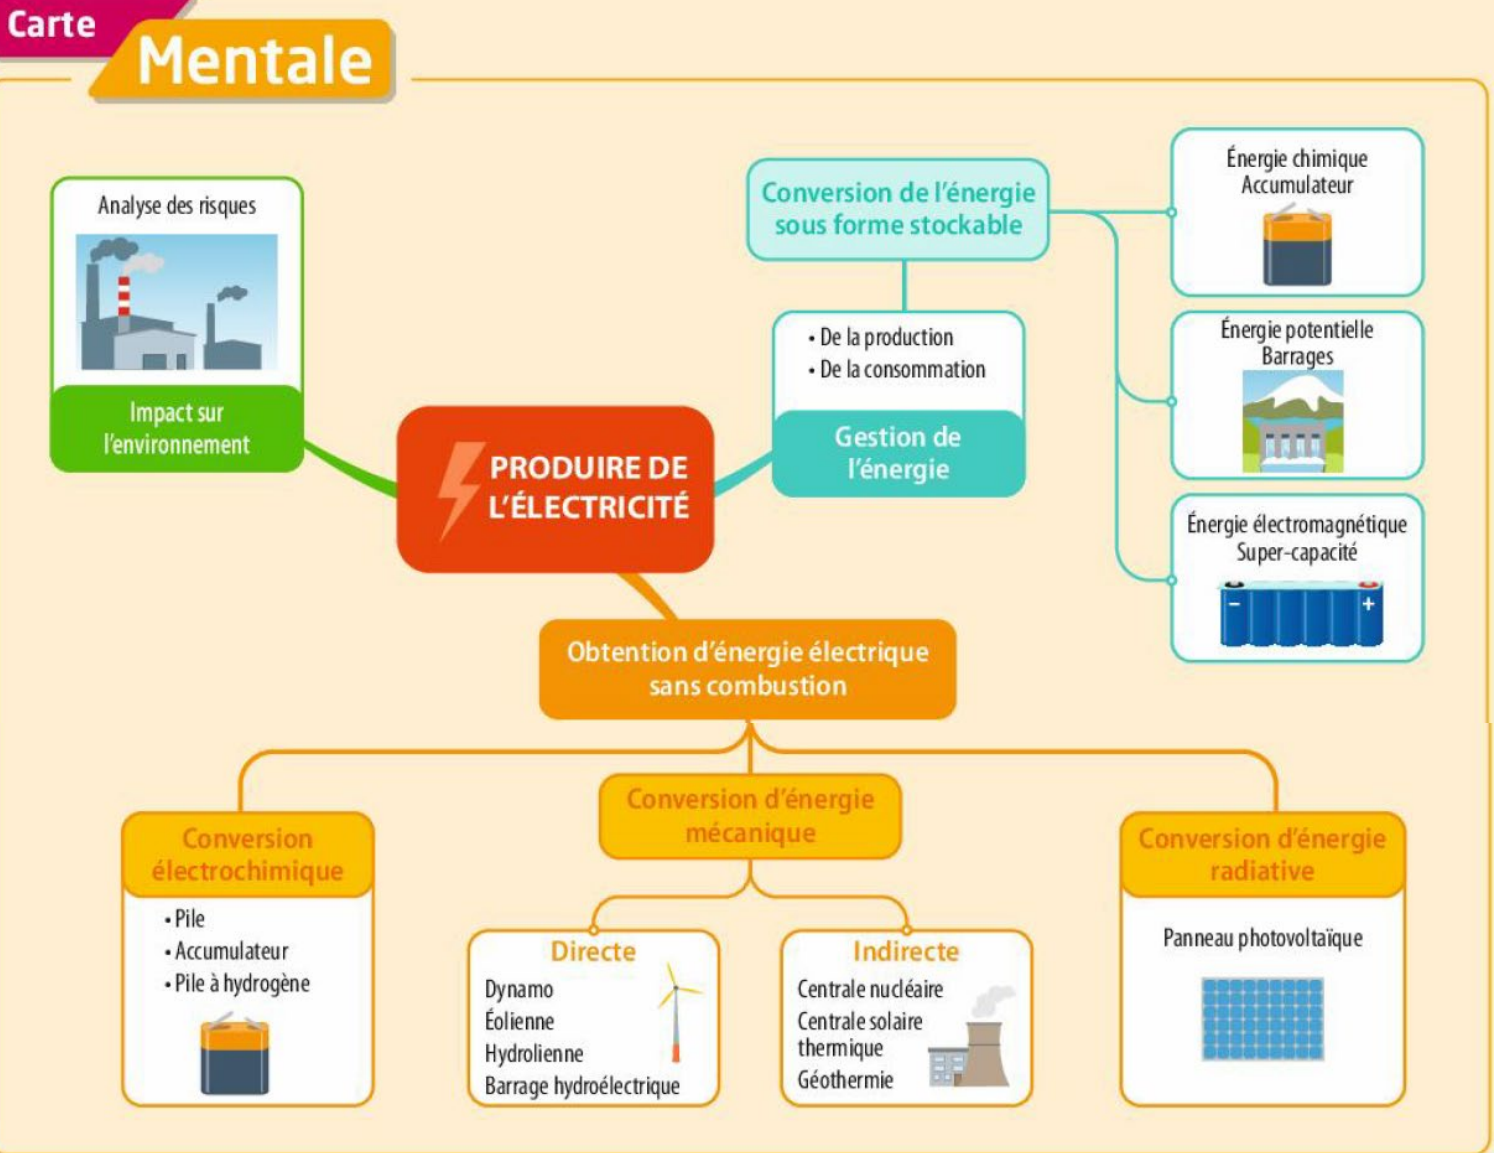 Carte
Mentale
Analyse des risques
Impact sur
l'environnement
PRODUIRE DE
L'ÉLECTRICITÉ
Conversion de l'énergie
sous forme stockable
• De la production
• De la consommation
Gestion de
l'énergie
Énergie chimique
Accumulateur
Énergie potentielle
Barrages
Énergie électromagnétique
Super-capacité
– +
Obtention d'énergie électrique
sans combustion
Conversion
électrochimique
• Pile
• Accumulateur
• Pile à hydrogène
Conversion d'énergie
mécanique
Directe
Dynamo
Éolienne
Hydrolienne
Barrage hydroélectrique
Indirecte
Centrale nucléaire
Centrale solaire
thermique
Géothermie
Conversion d'énergie
radiative
Panneau photovoltaïque